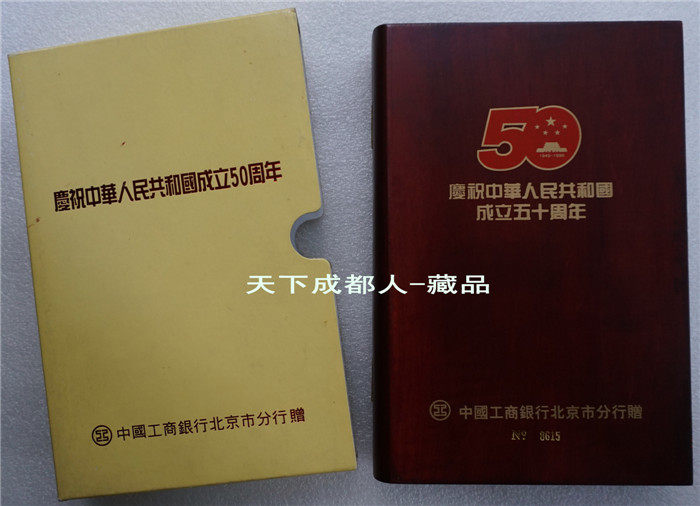 慶祝中華人民共和國成立50周年
中國工商銀行北京市分行贈
50
1949-1999
慶祝中華人民共和國
成立五十周年
中國工商銀行北京市分行贈
Nº 8615
天下成都人-藏品